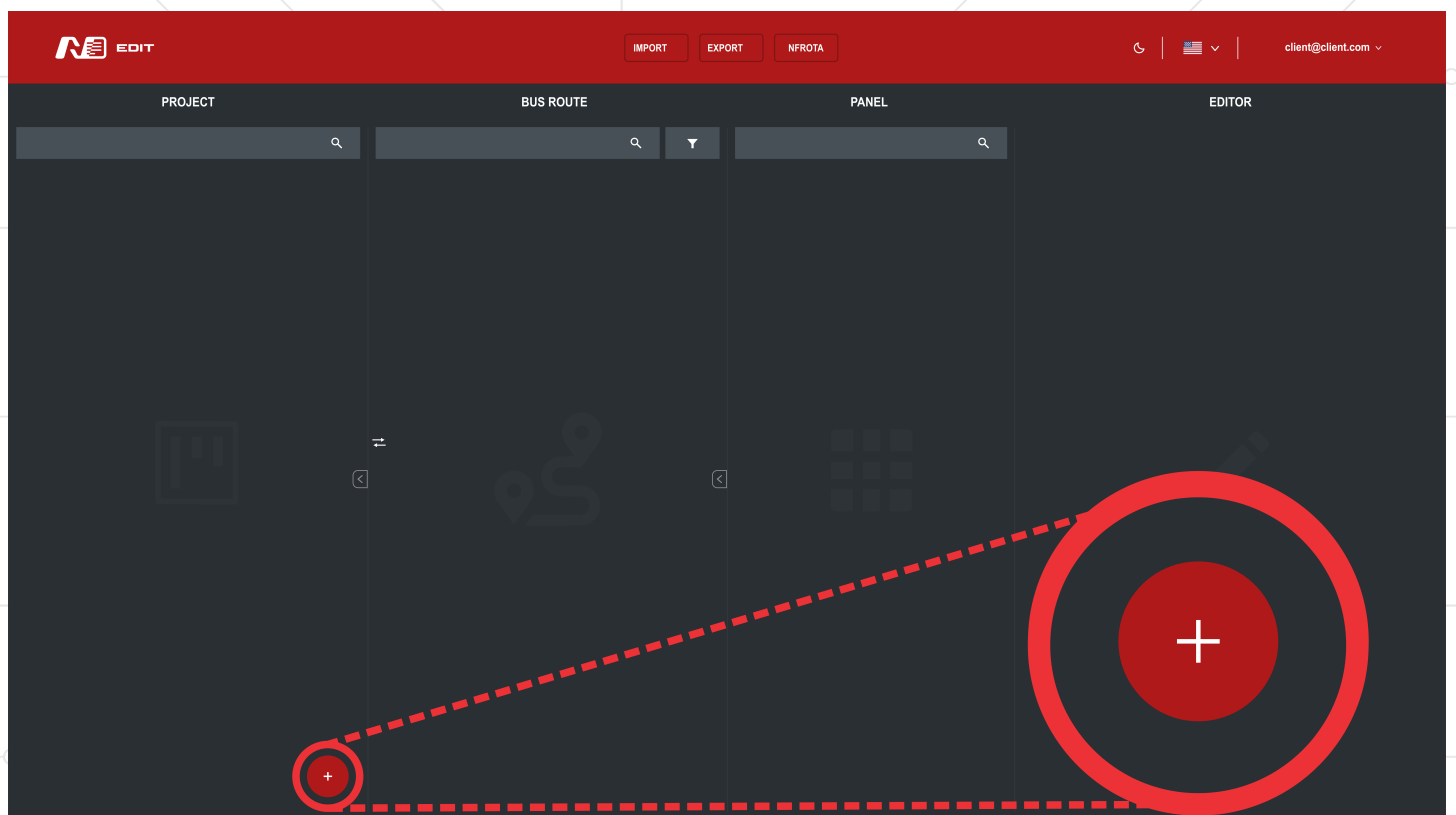 EDIT
IMPORT
EXPORT
NFROTA
client@client.com
PROJECT
BUS ROUTE
PANEL
EDITOR